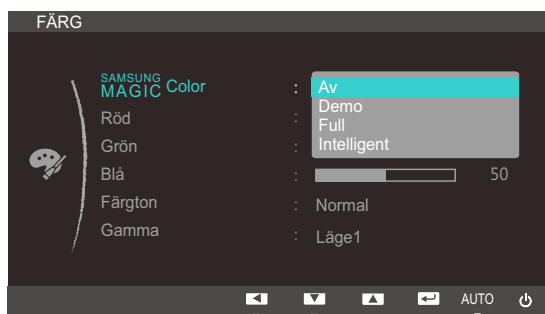 FÄRG
SAMSUNG
MAGIC Color :
Av
Demo
Full
Intelligent
Röd :
Grön :
Blå : 50
Färgton : Normal
Gamma : Läge1
AUTO